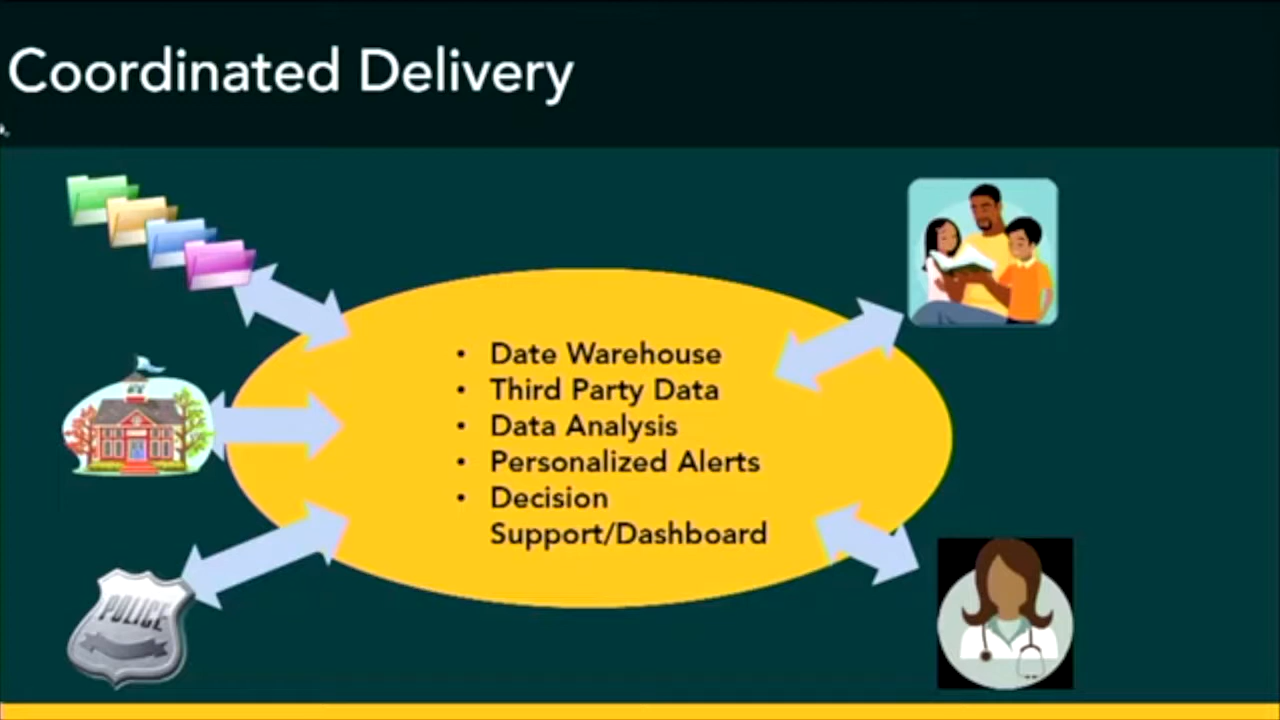 Coordinated Delivery
• Date Warehouse
• Third Party Data
• Data Analysis
• Personalized Alerts
• Decision
Support/Dashboard
POLICE